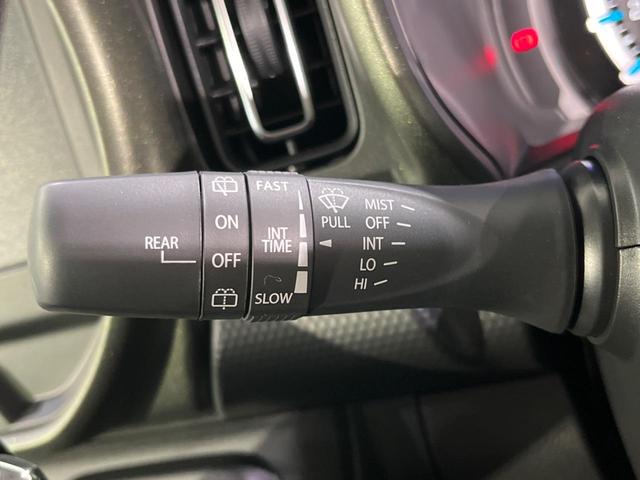 REAR
ON
OFF
FAST
INT
TIME
SLOW
PULL
MIST
OFF
INT
LO
HI